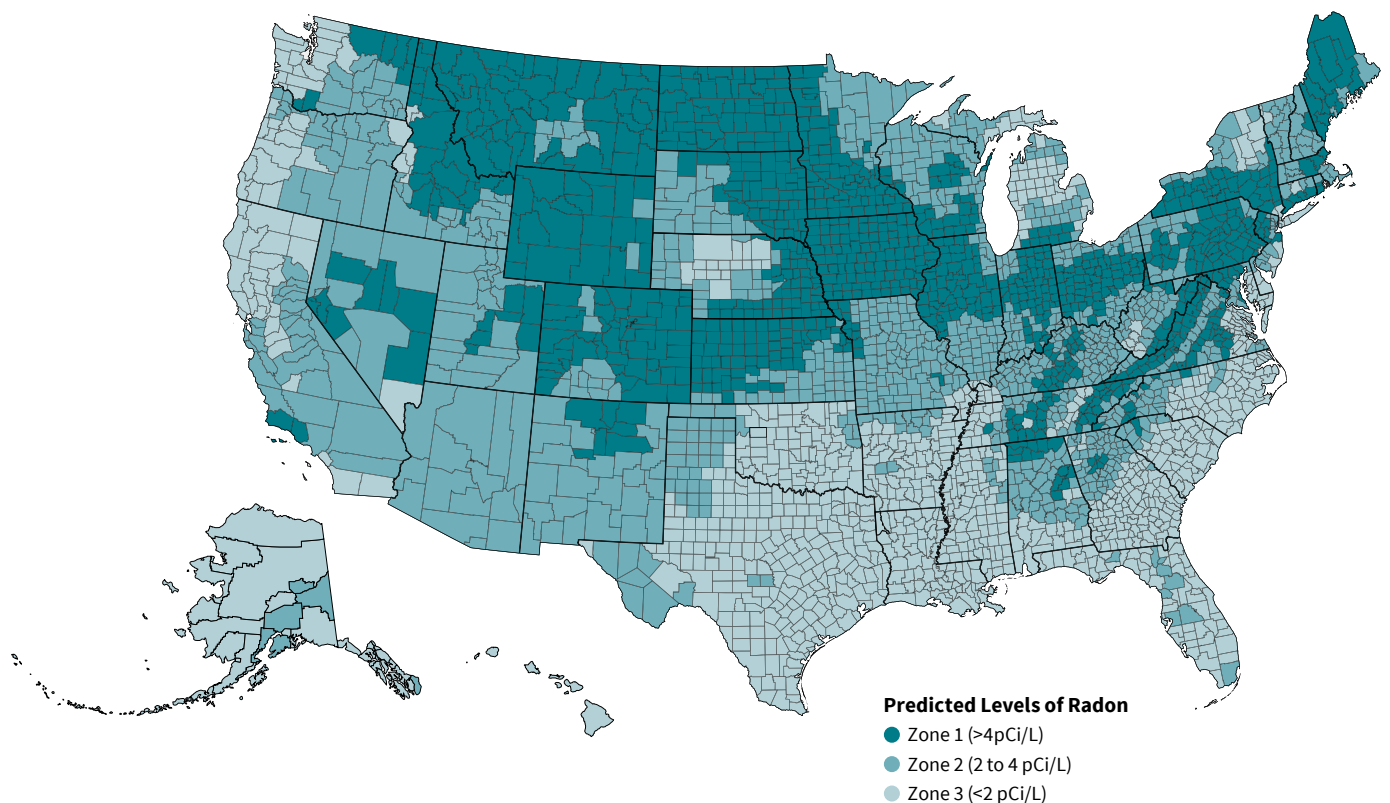 Predicted Levels of Radon
Zone 1 (>4pCi/L)
Zone 2 (2 to 4 pCi/L)
Zone 3 (<2 pCi/L)